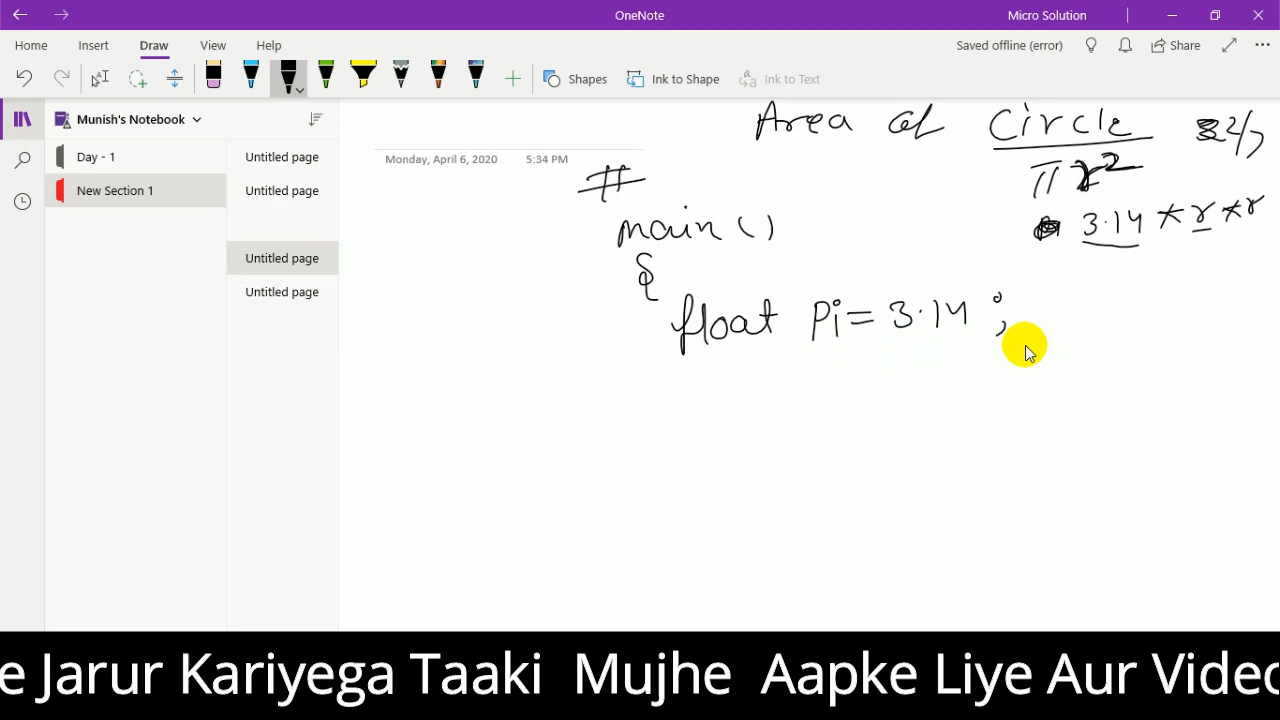 OneNote
Micro Solution
Home Insert Draw View Help
Saved offline (error)
Share
Shapes
Ink to Shape
Ink to Text
Munish's Notebook
Day - 1
New Section 1
Untitled page
Untitled page
Untitled page
Untitled page
Monday, April 6, 2020 5:34 PM
Area of Circle
πr²
3.14 * r * r
#
main ()
{
float Pi = 3.14 ;
e Jarur Kariyega Taaki Mujhe Aapke Liye Aur Video